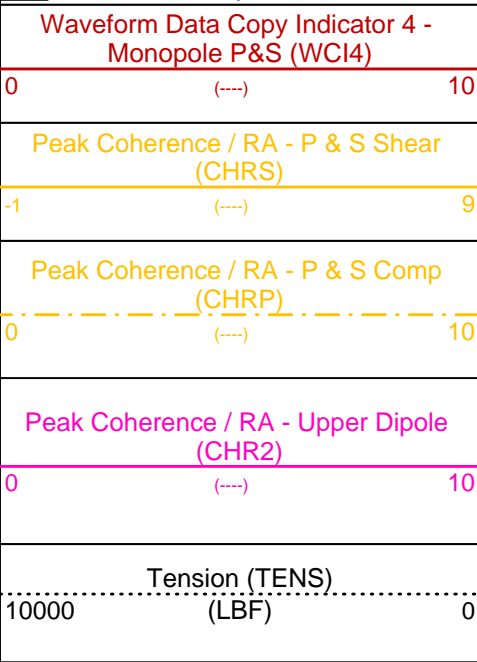 Waveform Data Copy Indicator 4 -
Monopole P&S (WCI4)
0 (----) 10
Peak Coherence / RA - P & S Shear
(CHRS)
-1 (----) 9
Peak Coherence / RA - P & S Comp
(CHRP)
0 (----) 10
Peak Coherence / RA - Upper Dipole
(CHR2)
0 (----) 10
Tension (TENS)
10000 (LBF) 0